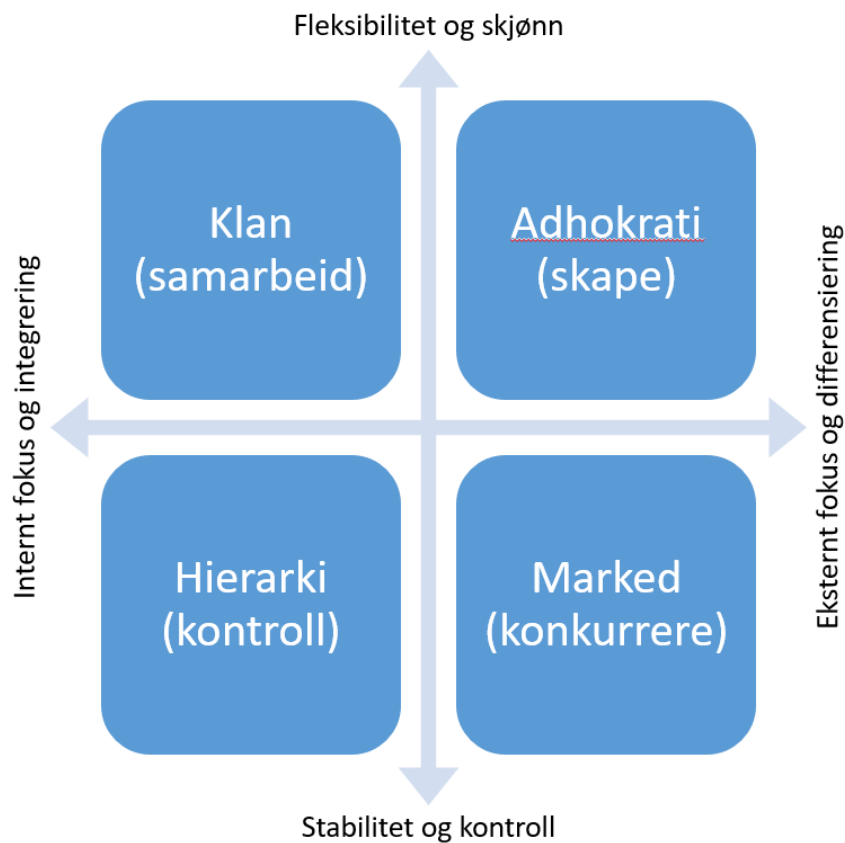 Fleksibilitet og skjønn
Klan
(samarbeid)
Adhokrati
(skape)
Internt fokus og integrering
Eksternt fokus og differensiering
Hierarki
(kontroll)
Marked
(konkurrere)
Stabilitet og kontroll